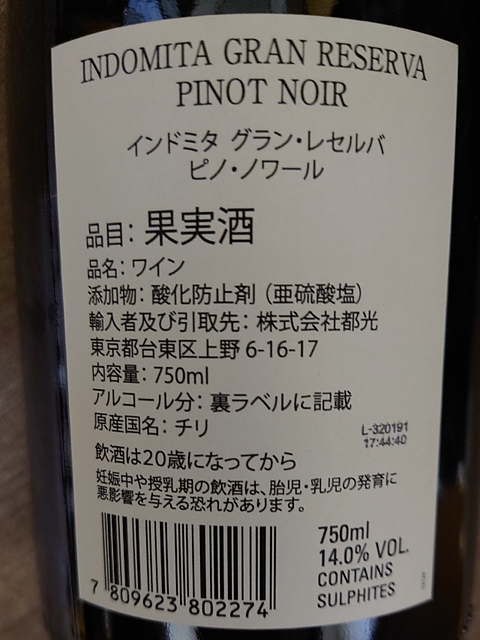 INDOMITA GRAN RESERVA
PINOT NOIR
インドミタ グラン・レセルバ
ピノ・ノワール
品目：果実酒
品名：ワイン
添加物：酸化防止剤（亜硫酸塩）
輸入者及び引取先：株式会社都光
東京都台東区上野 6-16-17
内容量：750ml
アルコール分：裏ラベルに記載
原産国名：チリ
L-320191
17:44:40
飲酒は20歳になってから
妊娠中や授乳期の飲酒は、胎児・乳児の発育に
悪影響を与える恐れがあります。
750ml
14.0% VOL.
CONTAINS
SULPHITES
7 809623 802274